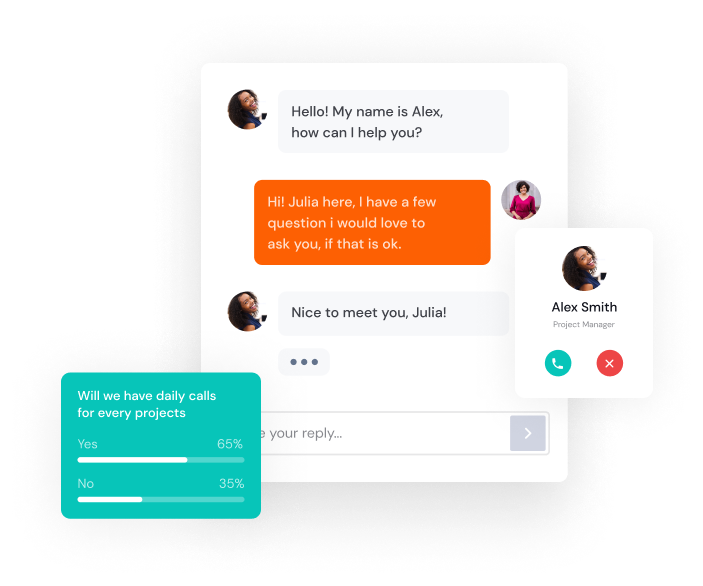 Hello! My name is Alex,
how can I help you?
Hi! Julia here, I have a few
question i would love to
ask you, if that is ok.
Nice to meet you, Julia!
Alex Smith
Project Manager
your reply...
Will we have daily calls
for every projects
Yes 65%
No 35%